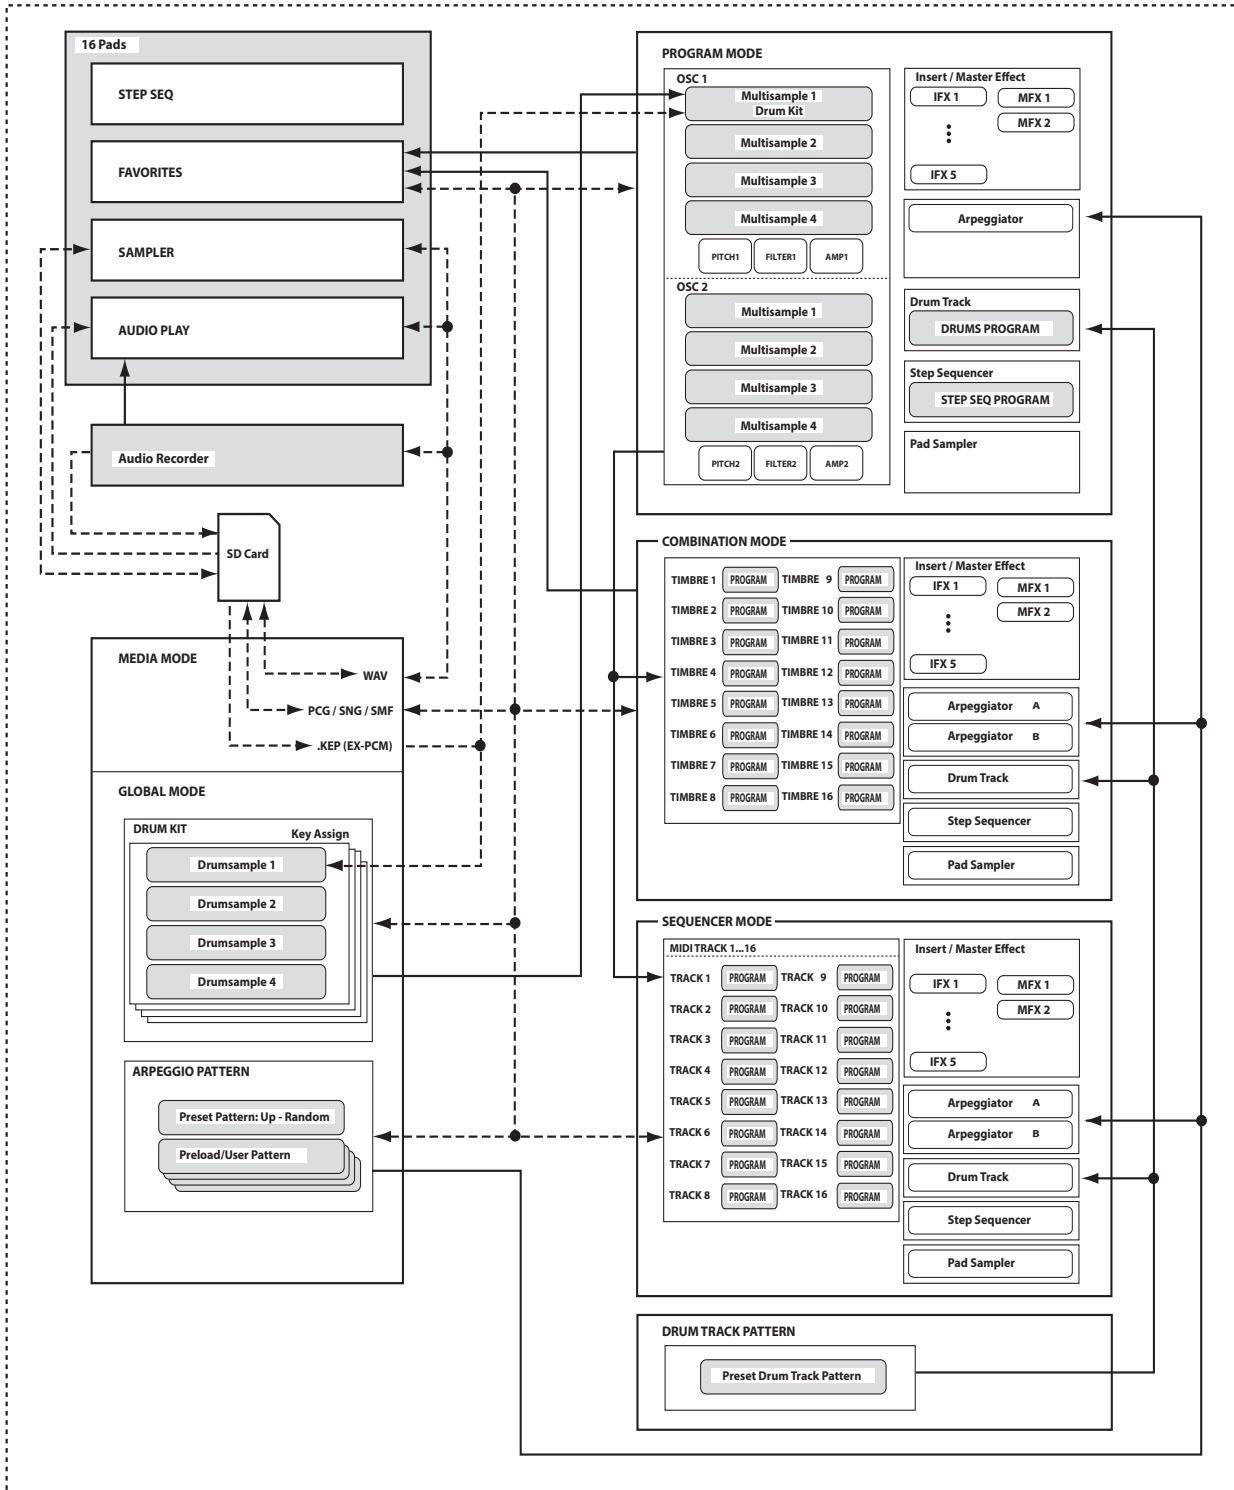 16 Pads
STEP SEQ
FAVORITES
SAMPLER
AUDIO PLAY
Audio Recorder
SD Card
MEDIA MODE
WAV
PCG / SNG / SMF
.KEP (EX-PCM)
GLOBAL MODE
DRUM KIT
Key Assign
Drumsample 1
Drumsample 2
Drumsample 3
Drumsample 4
ARPEGGIO PATTERN
Preset Pattern: Up - Random
Preload/User Pattern
PROGRAM MODE
OSC 1
Multisample 1
Drum Kit
Multisample 2
Multisample 3
Multisample 4
PITCH1 FILTER1 AMP1
OSC 2
Multisample 1
Multisample 2
Multisample 3
Multisample 4
PITCH2 FILTER2 AMP2
Insert / Master Effect
IFX 1 MFX 1
MFX 2
IFX 5
Arpeggiator
Drum Track
DRUMS PROGRAM
Step Sequencer
STEP SEQ PROGRAM
Pad Sampler
COMBINATION MODE
TIMBRE 1 PROGRAM TIMBRE 9 PROGRAM
TIMBRE 2 PROGRAM TIMBRE 10 PROGRAM
TIMBRE 3 PROGRAM TIMBRE 11 PROGRAM
TIMBRE 4 PROGRAM TIMBRE 12 PROGRAM
TIMBRE 5 PROGRAM TIMBRE 13 PROGRAM
TIMBRE 6 PROGRAM TIMBRE 14 PROGRAM
TIMBRE 7 PROGRAM TIMBRE 15 PROGRAM
TIMBRE 8 PROGRAM TIMBRE 16 PROGRAM
Insert / Master Effect
IFX 1 MFX 1
MFX 2
IFX 5
Arpeggiator A
Arpeggiator B
Drum Track
Step Sequencer
Pad Sampler
SEQUENCER MODE
MIDI TRACK 1...16
TRACK 1 PROGRAM TRACK 9 PROGRAM
TRACK 2 PROGRAM TRACK 10 PROGRAM
TRACK 3 PROGRAM TRACK 11 PROGRAM
TRACK 4 PROGRAM TRACK 12 PROGRAM
TRACK 5 PROGRAM TRACK 13 PROGRAM
TRACK 6 PROGRAM TRACK 14 PROGRAM
TRACK 7 PROGRAM TRACK 15 PROGRAM
TRACK 8 PROGRAM TRACK 16 PROGRAM
Insert / Master Effect
IFX 1 MFX 1
MFX 2
IFX 5
Arpeggiator A
Arpeggiator B
Drum Track
Step Sequencer
Pad Sampler
DRUM TRACK PATTERN
Preset Drum Track Pattern